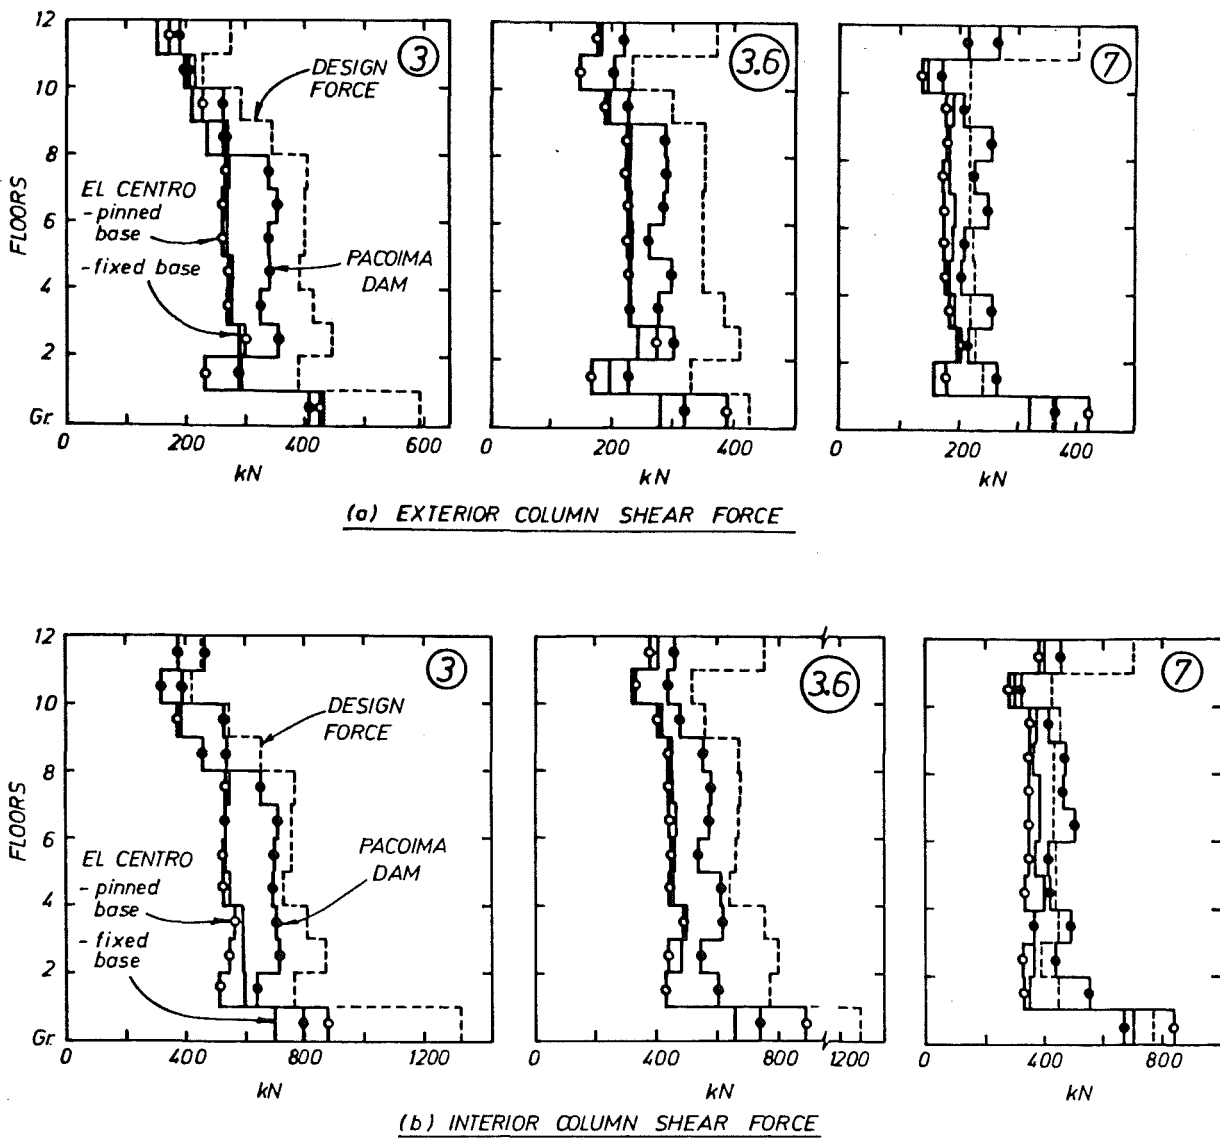 12
10
8
6
4
2
Gr
FLOORS
3
3.6
7
DESIGN
FORCE
EL CENTRO
- pinned
base
- fixed base
PACOIMA
DAM
0 200 400 600
kN
0 200 400
kN
0 200 400
kN
(a) EXTERIOR COLUMN SHEAR FORCE
12
10
8
6
4
2
Gr
FLOORS
3
3.6
7
DESIGN
FORCE
EL CENTRO
- pinned
base
- fixed
base
PACOIMA
DAM
0 400 800 1200
kN
0 400 800 1200
kN
0 400 800
kN
(b) INTERIOR COLUMN SHEAR FORCE